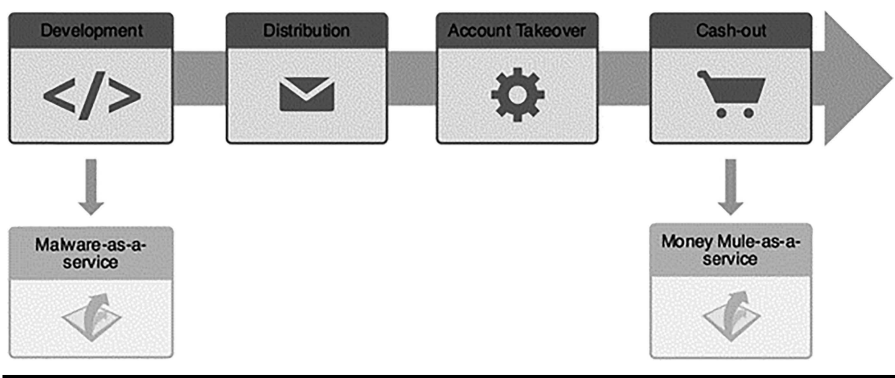 Development
Distribution
Account Takeover
Cash-out
</>
Malware-as-a-
service
Money Mule-as-a-
service